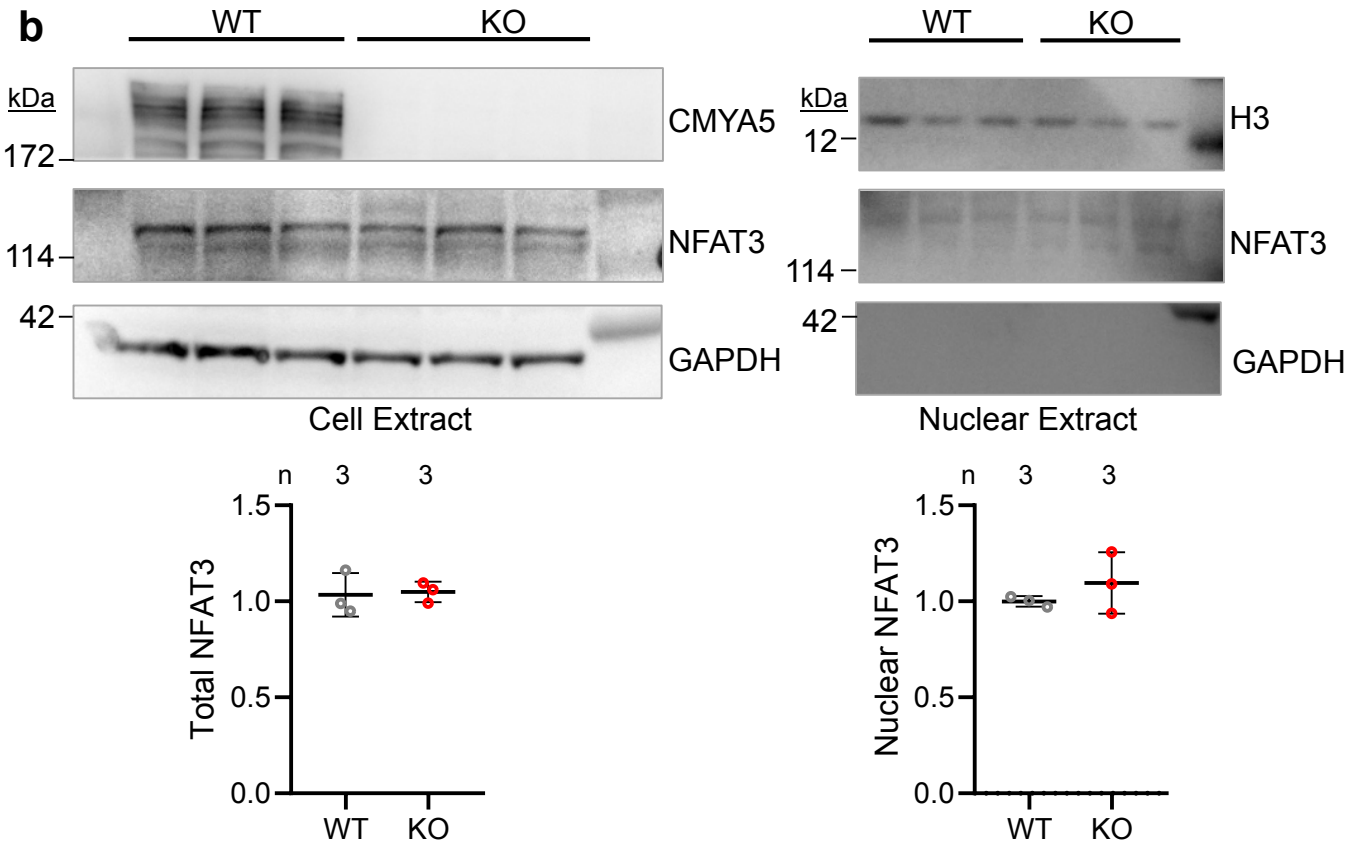 b
WT KO
kDa
CMYA5
172
NFAT3
114
42
GAPDH
Cell Extract
WT KO
kDa
H3
12
NFAT3
114
42
GAPDH
Nuclear Extract
n 3 3
1.5
1.0
0.5
0.0
Total NFAT3
WT KO
n 3 3
1.5
1.0
0.5
0.0
Nuclear NFAT3
WT KO